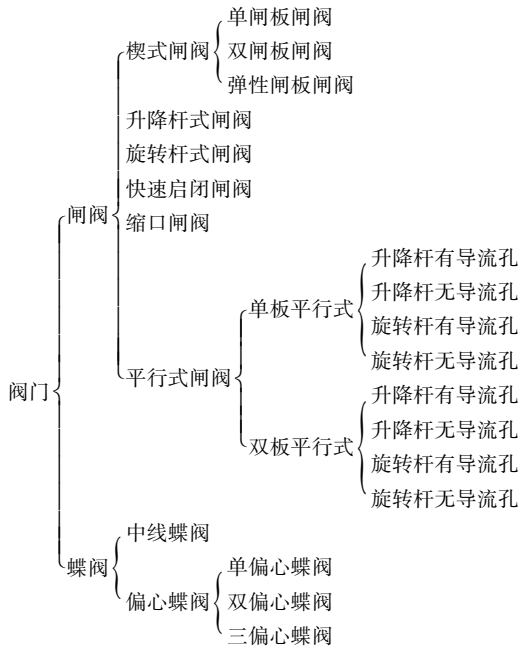 阀门
闸阀
楔式闸阀
单闸板闸阀
双闸板闸阀
弹性闸板闸阀
升降杆式闸阀
旋转杆式闸阀
快速启闭闸阀
缩口闸阀
平行式闸阀
单板平行式
升降杆有导流孔
升降杆无导流孔
旋转杆有导流孔
旋转杆无导流孔
双板平行式
升降杆有导流孔
升降杆无导流孔
旋转杆有导流孔
旋转杆无导流孔
蝶阀
中线蝶阀
偏心蝶阀
单偏心蝶阀
双偏心蝶阀
三偏心蝶阀